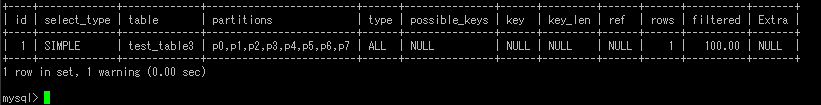 +----+-------------+-------------+-------------------------+------+---------------+------+---------+------+------+----------+-------+
| id | select_type | table       | partitions              | type | possible_keys | key  | key_len | ref  | rows | filtered | Extra |
+----+-------------+-------------+-------------------------+------+---------------+------+---------+------+------+----------+-------+
|  1 | SIMPLE      | test_table3 | p0,p1,p2,p3,p4,p5,p6,p7 | ALL  | NULL          | NULL | NULL    | NULL |    1 |   100.00 | NULL  |
+----+-------------+-------------+-------------------------+------+---------------+------+---------+------+------+----------+-------+
1 row in set, 1 warning (0.00 sec)
mysql>